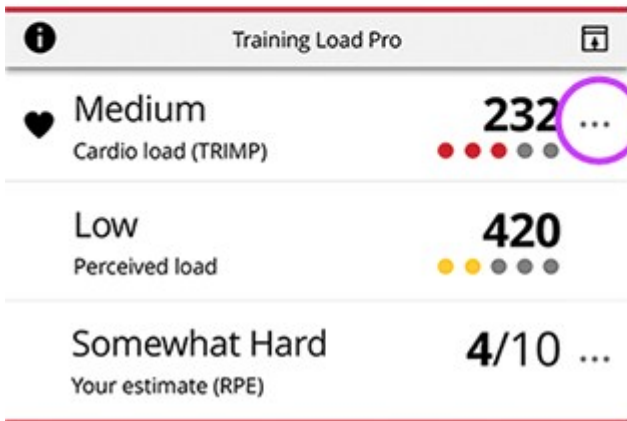 Training Load Pro
Medium
232 ...
Cardio load (TRIMP)
Low
420
Perceived load
Somewhat Hard
4/10 ...
Your estimate (RPE)